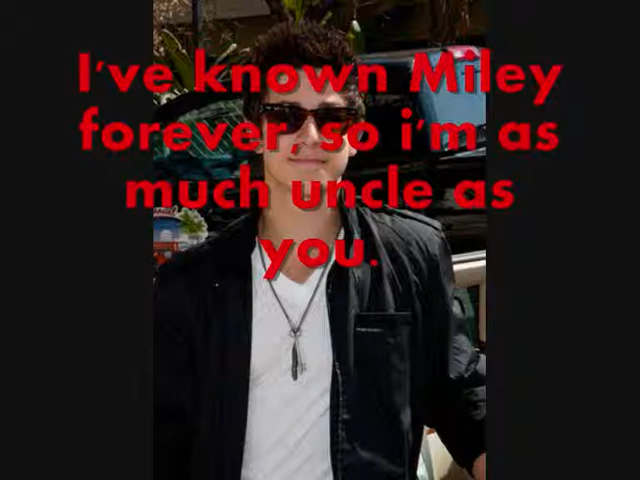 I've known Miley
forever, so i'm as
much uncle as
you.